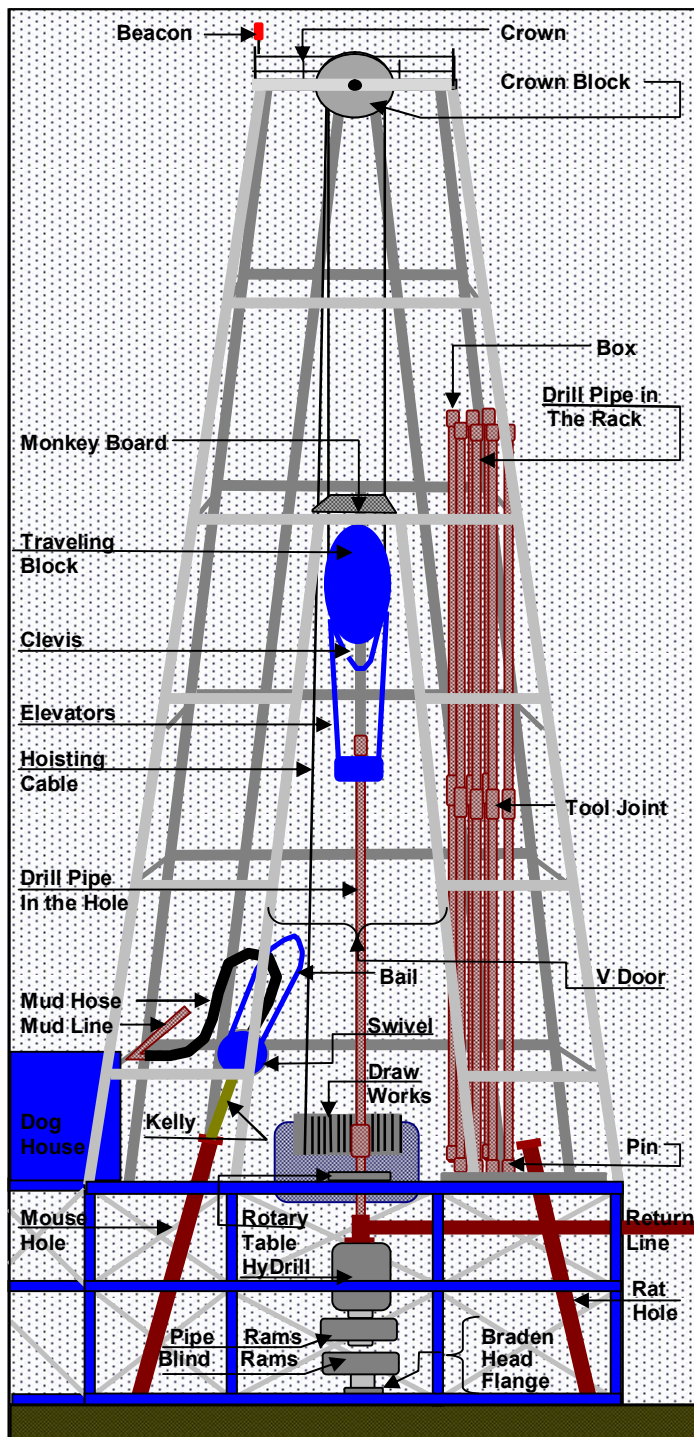 Beacon
Crown
Crown Block
Box
Drill Pipe in
The Rack
Monkey Board
Traveling
Block
Clevis
Elevators
Hoisting
Cable
Tool Joint
Drill Pipe
In the Hole
Bail
V Door
Mud Hose
Mud Line
Swivel
Draw
Works
Dog
House
Kelly
Pin
Mouse
Hole
Rotary
Table
Return
Line
HyDrill
Rat
Hole
Pipe Rams
Blind Rams
Braden
Head
Flange